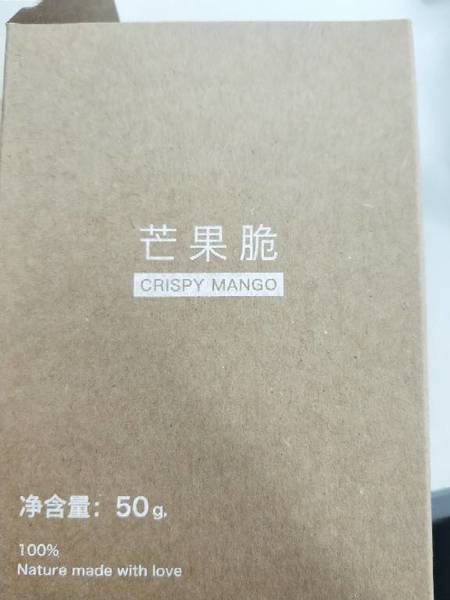 芒果脆
CRISPY MANGO
净含量：50g,
100%
Nature made with love